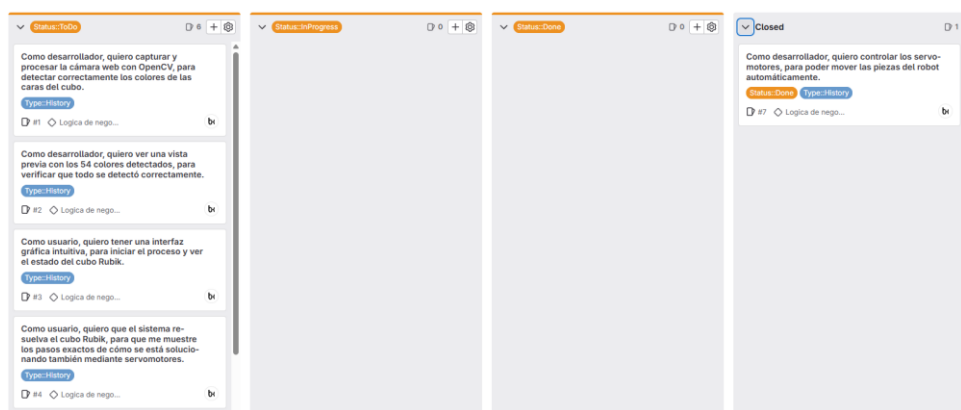 Status::ToDo
6
Como desarrollador, quiero capturar y
procesar la cámara web con OpenCV, para
detectar correctamente los colores de las
caras del cubo.
Type::History
#1 Logica de nego...
Como desarrollador, quiero ver una vista
previa con los 54 colores detectados, para
verificar que todo se detectó correctamente.
Type::History
#2 Logica de nego...
Como usuario, quiero tener una interfaz
gráfica intuitiva, para iniciar el proceso y ver
el estado del cubo Rubik.
Type::History
#3 Logica de nego...
Como usuario, quiero que el sistema re-
suelva el cubo Rubik, para que me muestre
los pasos exactos de cómo se está solucio-
nando también mediante servomotores.
Type::History
#4 Logica de nego...
Status::InProgress
0
Status::Done
0
Closed
1
Como desarrollador, quiero controlar los servo-
motores, para poder mover las piezas del robot
automáticamente.
Status::Done Type::History
#7 Logica de nego...